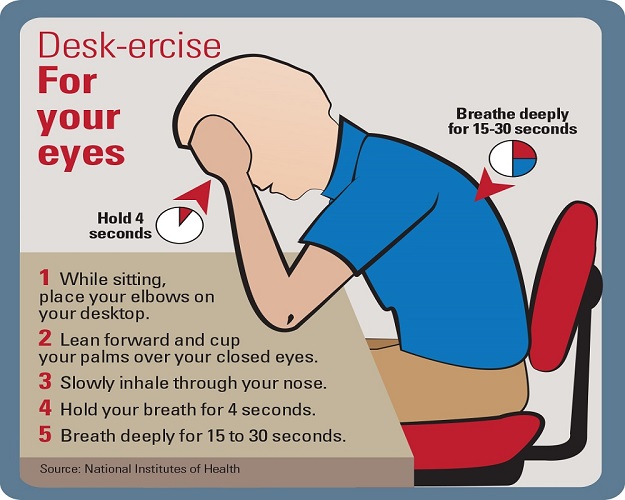 Desk-ercise
For
your
eyes
Breathe deeply
for 15-30 seconds
Hold 4
seconds
1 While sitting,
place your elbows on
your desktop.
2 Lean forward and cup
your palms over your closed eyes.
3 Slowly inhale through your nose.
4 Hold your breath for 4 seconds.
5 Breath deeply for 15 to 30 seconds.
Source: National Institutes of Health